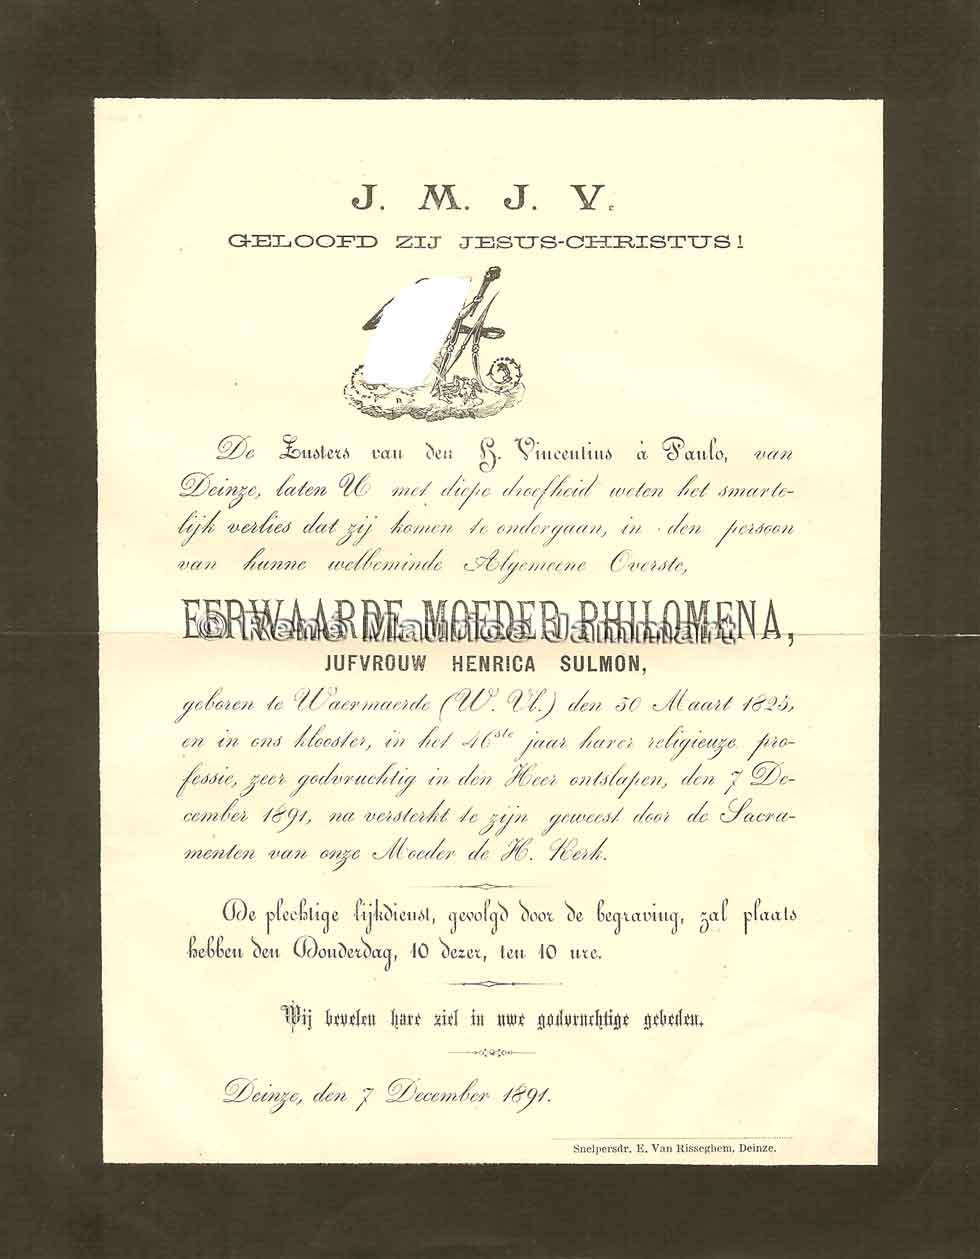 J. M. J. V.
GELOOFD ZIJ JESUS-CHRISTUS!
De Zusters van den H. Vincentius à Paulo, van
Deinze, laten U met diepe droefheid weten het smarte-
lijk verlies dat zij komen te ondergaan, in den persoon
van hunne welbeminde Algemeene Overste,
EERWAARDE MOEDER PHILOMENA,
© René Maurice Jammart
JUFVROUW HENRICA SULMON,
geboren te Waermaerde (W. Vl.) den 30 Maart 1823,
en in ons klooster, in het 46ste jaar harer religieuze pro-
fessie, zeer godvruchtig in den Heer ontslapen, den 7 De-
cember 1891, na versterkt te zijn geweest door de Sacra-
menten van onze Moeder de H. Kerk.
De plechtige lijkdienst, gevolgd door de begraving, zal plaats
hebben den Donderdag, 10 dezer, ten 10 ure.
Wij bevelen hare ziel in uwe godvruchtige gebeden.
Deinze, den 7 December 1891.
Snelpersdr. E. Van Risseghem, Deinze.